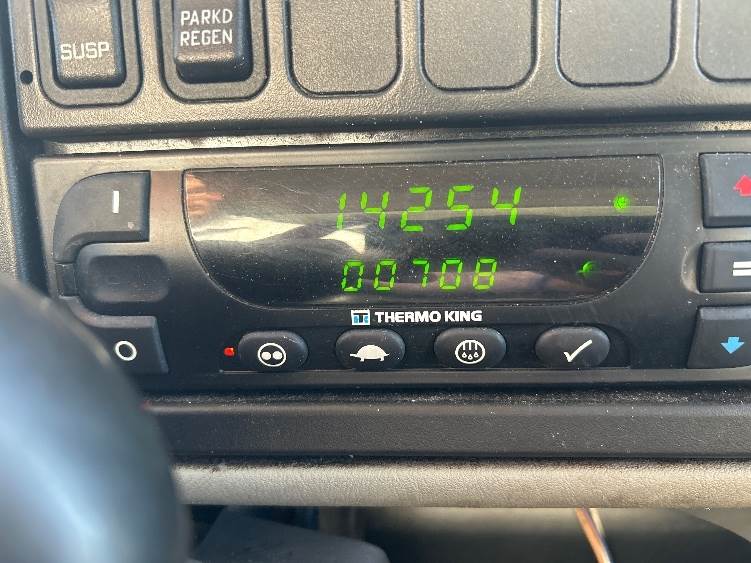 SUSP
PARKD
REGEN
14254
00708
THERMO KING